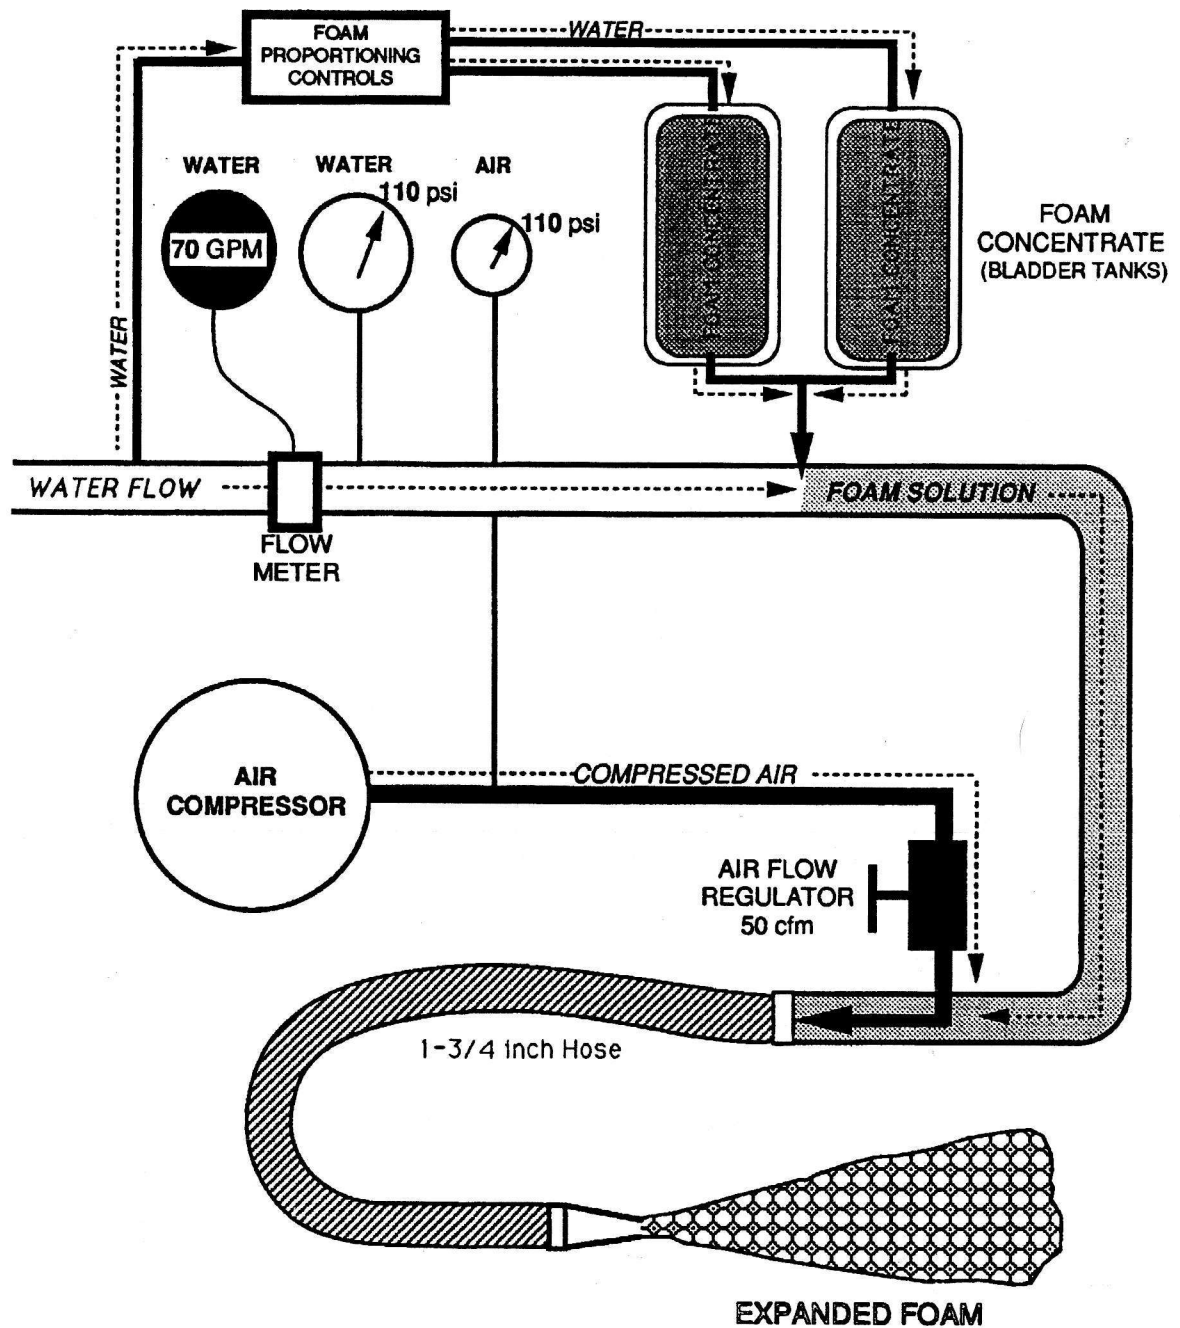 FOAM
PROPORTIONING
CONTROLS
WATER
WATER
WATER
WATER
AIR
70 GPM
110 psi
110 psi
FOAM CONCENTRATE
FOAM CONCENTRATE
FOAM
CONCENTRATE
(BLADDER TANKS)
WATER FLOW
FOAM SOLUTION
FLOW
METER
AIR
COMPRESSOR
COMPRESSED AIR
AIR FLOW
REGULATOR
50 cfm
1-3/4 inch Hose
EXPANDED FOAM